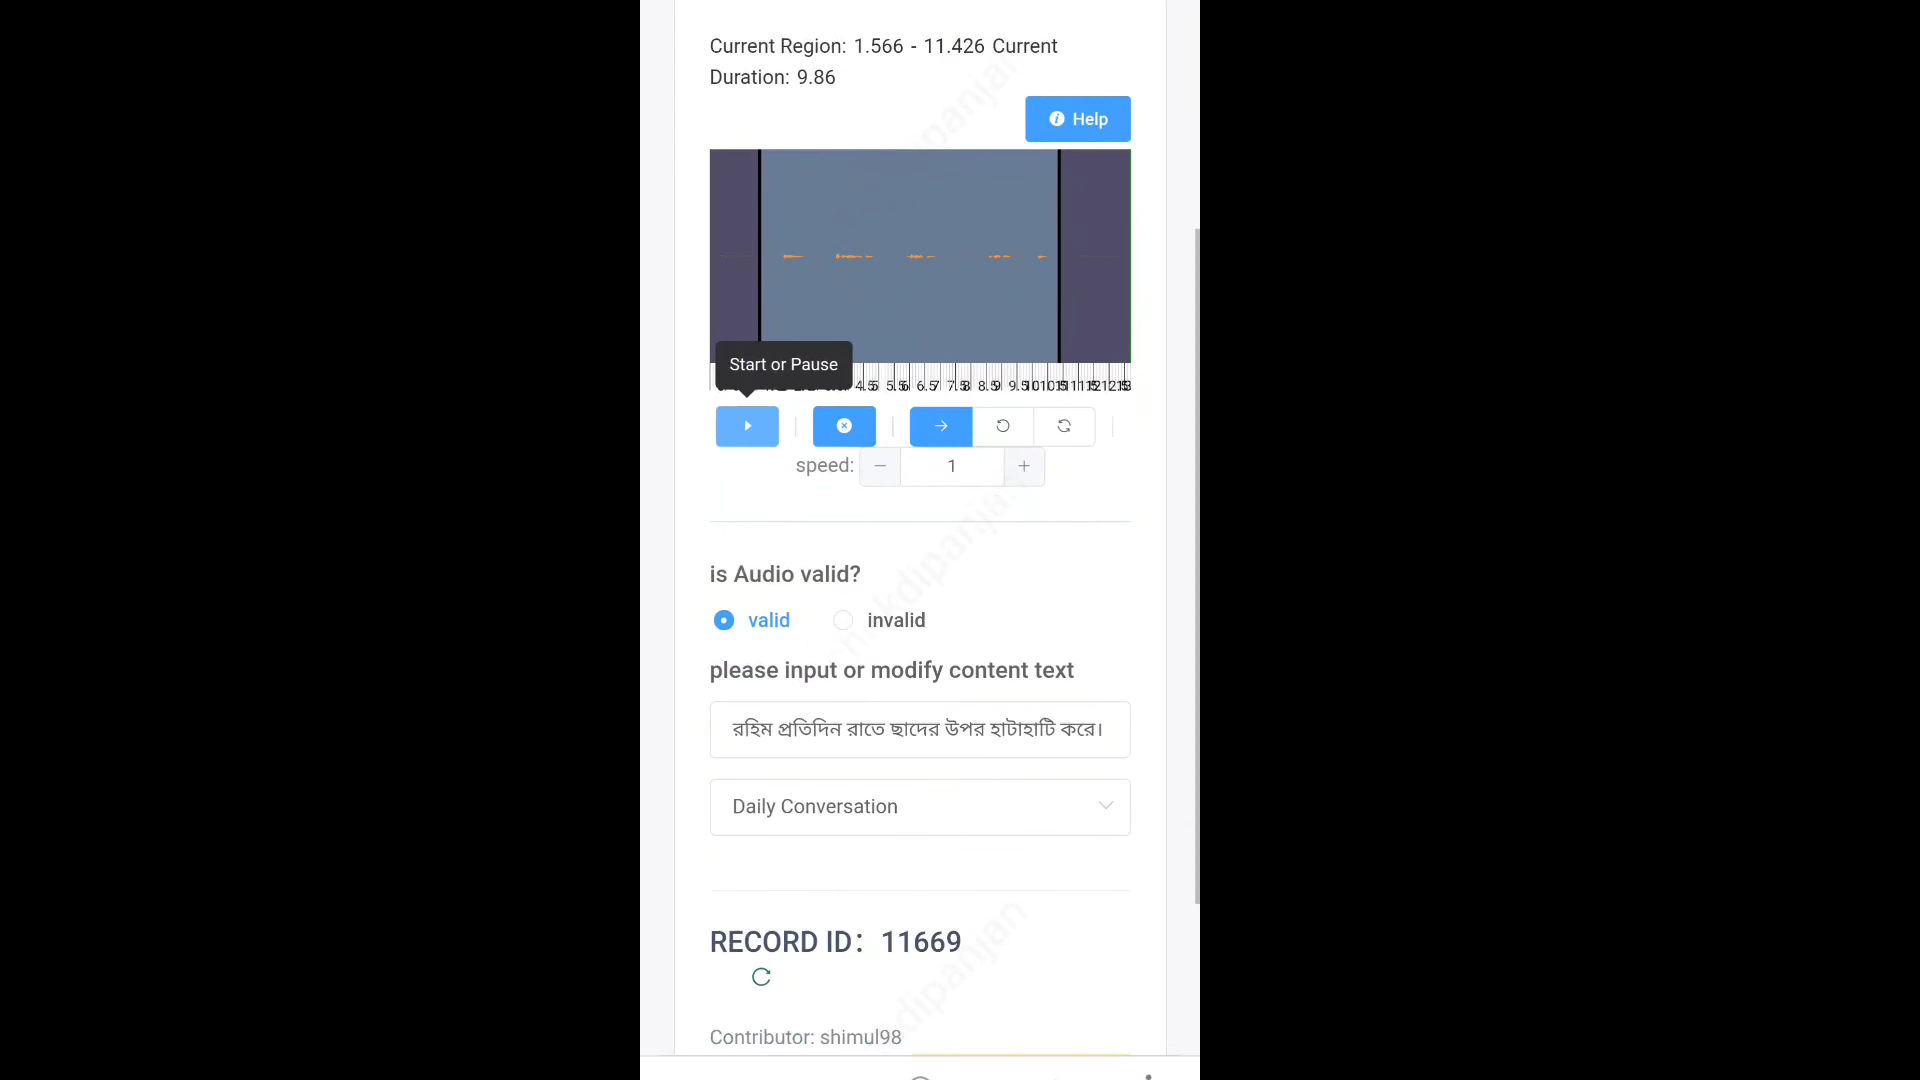 Current Region: 1.566 - 11.426 Current
Duration: 9.86
Help
Start or Pause
speed:
1
is Audio valid?
valid
invalid
please input or modify content text
রহিম প্রতিদিন রাতে ছাদের উপর হাটাহাটি করে।
Daily Conversation
RECORD ID: 11669
Contributor: shimul98